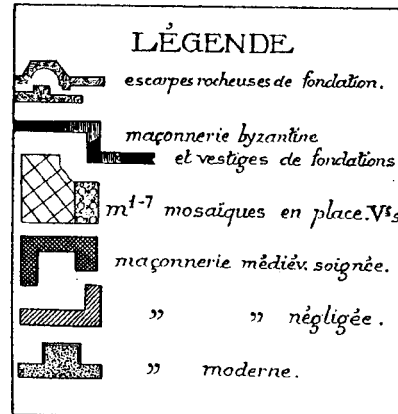 LÉGENDE
escarpes rocheuses de fondation.
maçonnerie byzantine
et vestiges de fondations
m¹⁻⁷ mosaïques en place. Vˢ s
maçonnerie médiév. soignée.
„ „ négligée.
„ moderne.